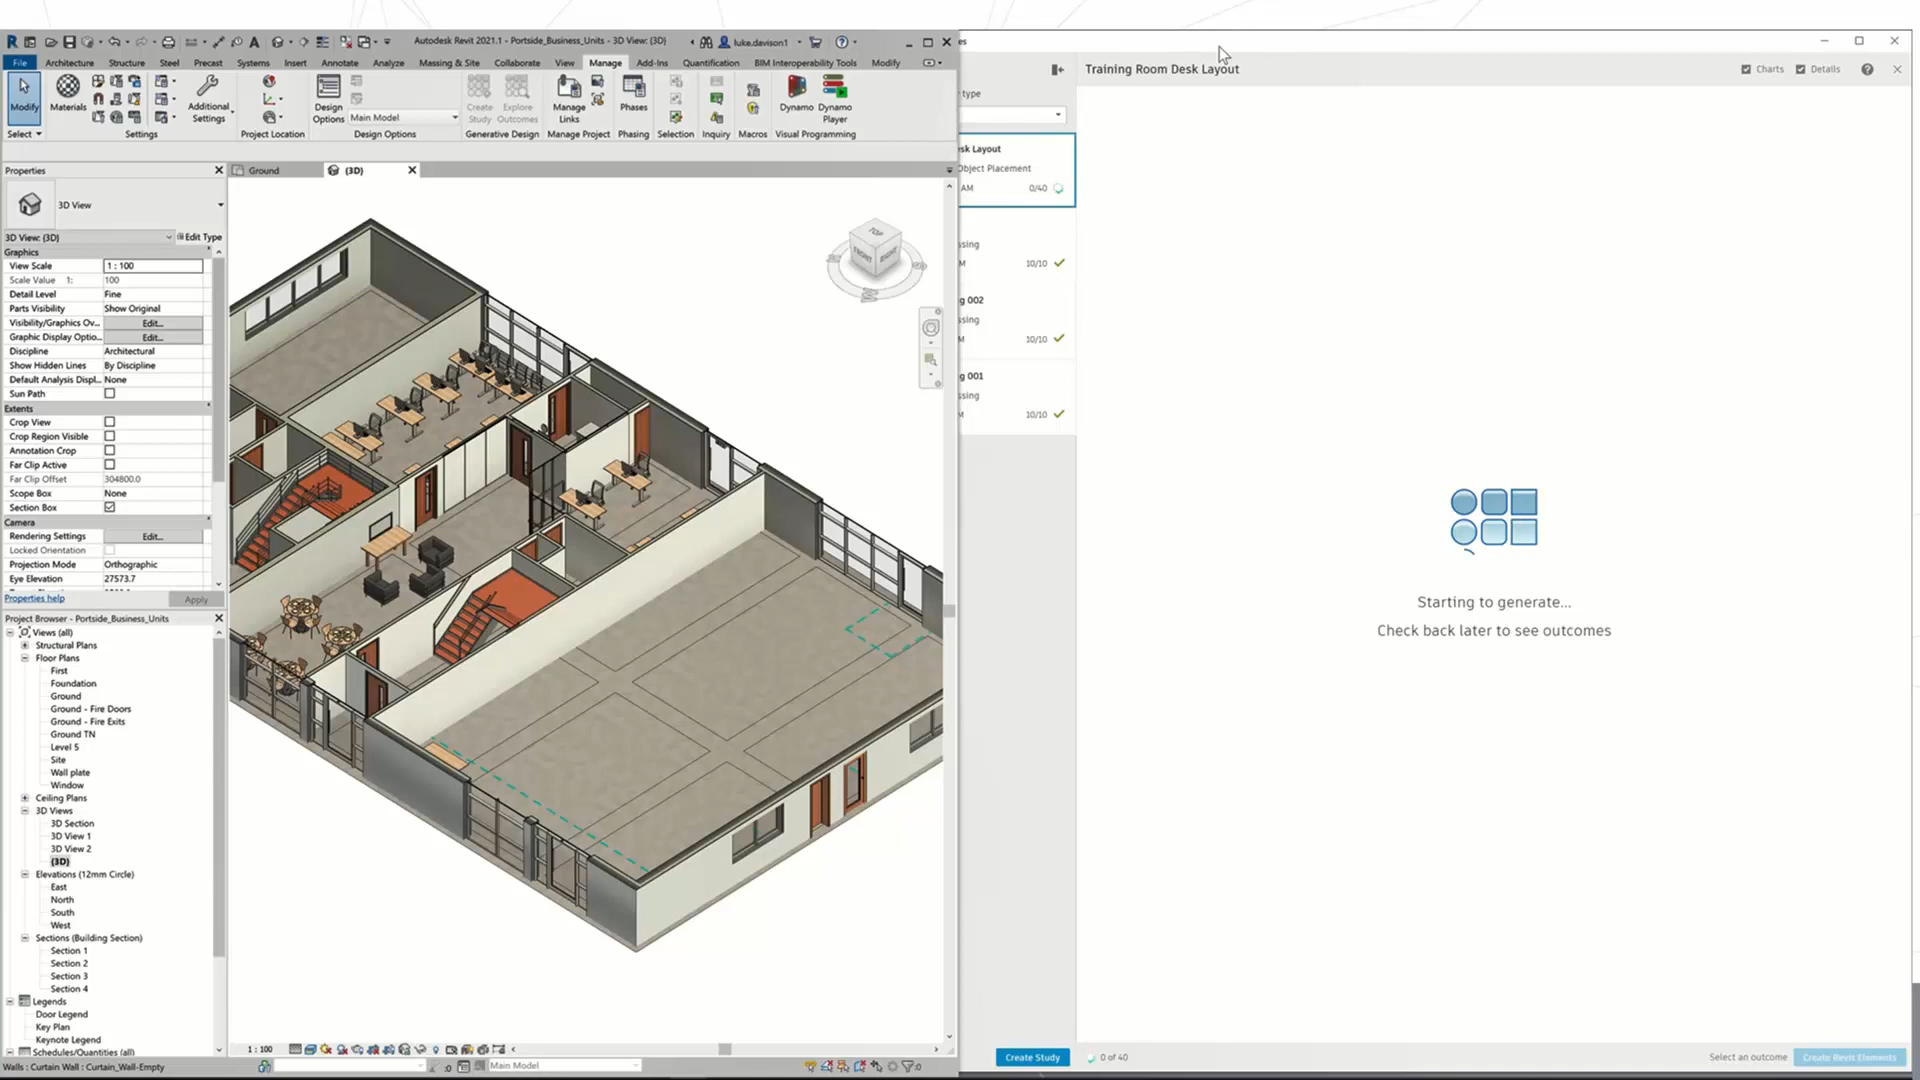 Autodesk Revit 2021.1 - Portside_Business_Units - 3D View: {3D}
luke.davison1
File Architecture Structure Steel Precast Systems Insert Annotate Analyze Massing & Site Collaborate View Manage Add-Ins Quantification BIM Interoperability Tools Modify
Modify
Materials
Additional Settings
Design Options
Main Model
Create Study
Explore Outcomes
Manage Links
Phases
Dynamo
Dynamo Player
Select
Settings
Project Location
Design Options
Generative Design
Manage Project
Phasing
Selection
Inquiry
Macros
Visual Programming
Properties
3D View
3D View: {3D}
Edit Type
Graphics
View Scale 1 : 100
Scale Value 1: 100
Detail Level Fine
Parts Visibility Show Original
Visibility/Graphics Ov... Edit...
Graphic Display Optio... Edit...
Discipline Architectural
Show Hidden Lines By Discipline
Default Analysis Displ... None
Sun Path
Extents
Crop View
Crop Region Visible
Annotation Crop
Far Clip Active
Far Clip Offset 304800.0
Scope Box None
Section Box
Camera
Rendering Settings Edit...
Locked Orientation
Projection Mode Orthographic
Eye Elevation 27573.7
Properties help
Apply
Project Browser - Portside_Business_Units
Views (all)
Structural Plans
Floor Plans
First
Foundation
Ground
Ground - Fire Doors
Ground - Fire Exits
Ground TN
Level 5
Site
Wall plate
Window
Ceiling Plans
3D Views
3D Section
3D View 1
3D View 2
{3D}
Elevations (12mm Circle)
East
North
South
West
Sections (Building Section)
Section 1
Section 2
Section 3
Section 4
Legends
Door Legend
Key Plan
Keynote Legend
Schedules/Quantities (all)
Walls : Curtain Wall : Curtain_Wall-Empty
Ground
{3D}
TOP
FRONT
RIGHT
1 : 100
:0
Main Model
:0
es
type
sk Layout
Object Placement
AM 0/40
sing
M 10/10
g 002
ssing
M 10/10
g 001
ssing
M 10/10
Create Study
Training Room Desk Layout
Charts
Details
Starting to generate...
Check back later to see outcomes
0 of 40
Select an outcome
Create Revit Elements